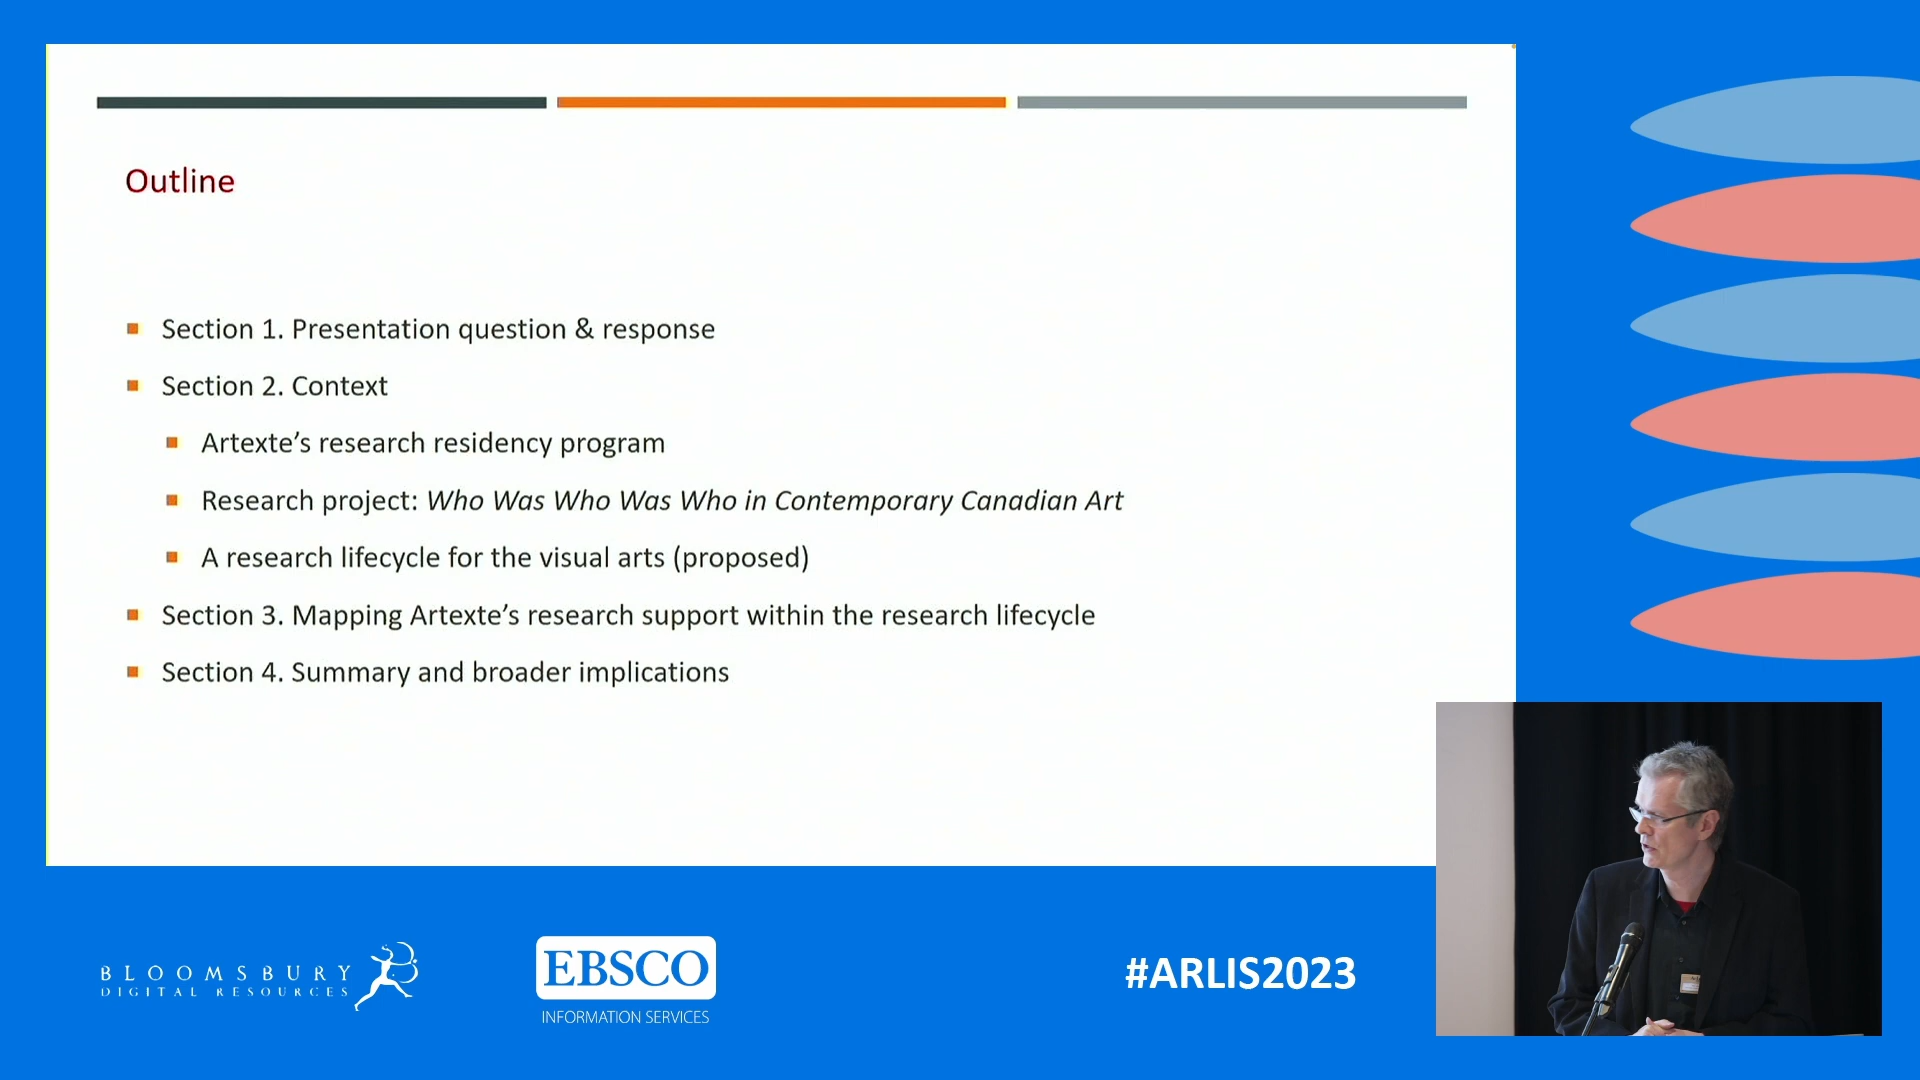 Outline
Section 1. Presentation question & response
Section 2. Context
Artexte’s research residency program
Research project: Who Was Who Was Who in Contemporary Canadian Art
A research lifecycle for the visual arts (proposed)
Section 3. Mapping Artexte’s research support within the research lifecycle
Section 4. Summary and broader implications
BLOOMSBURY
DIGITAL RESOURCES
EBSCO
INFORMATION SERVICES
#ARLIS2023